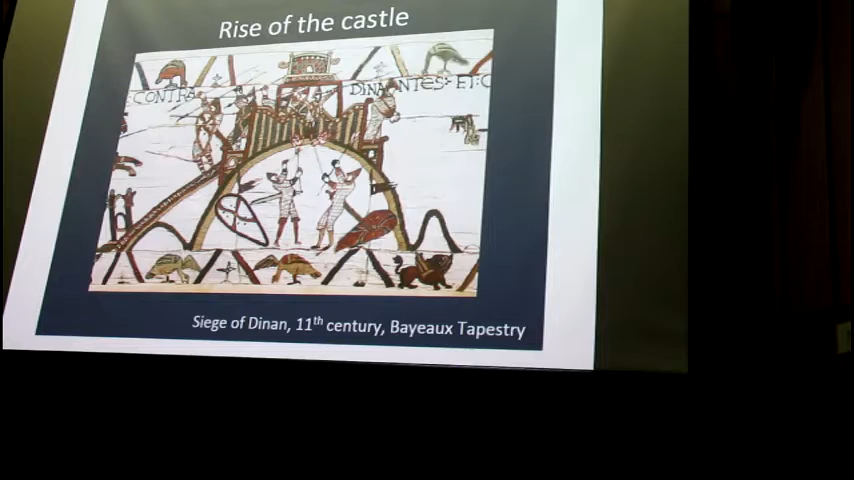 Rise of the castle
CONTRA DINANTES: ET: C
Siege of Dinan, 11th century, Bayeaux Tapestry